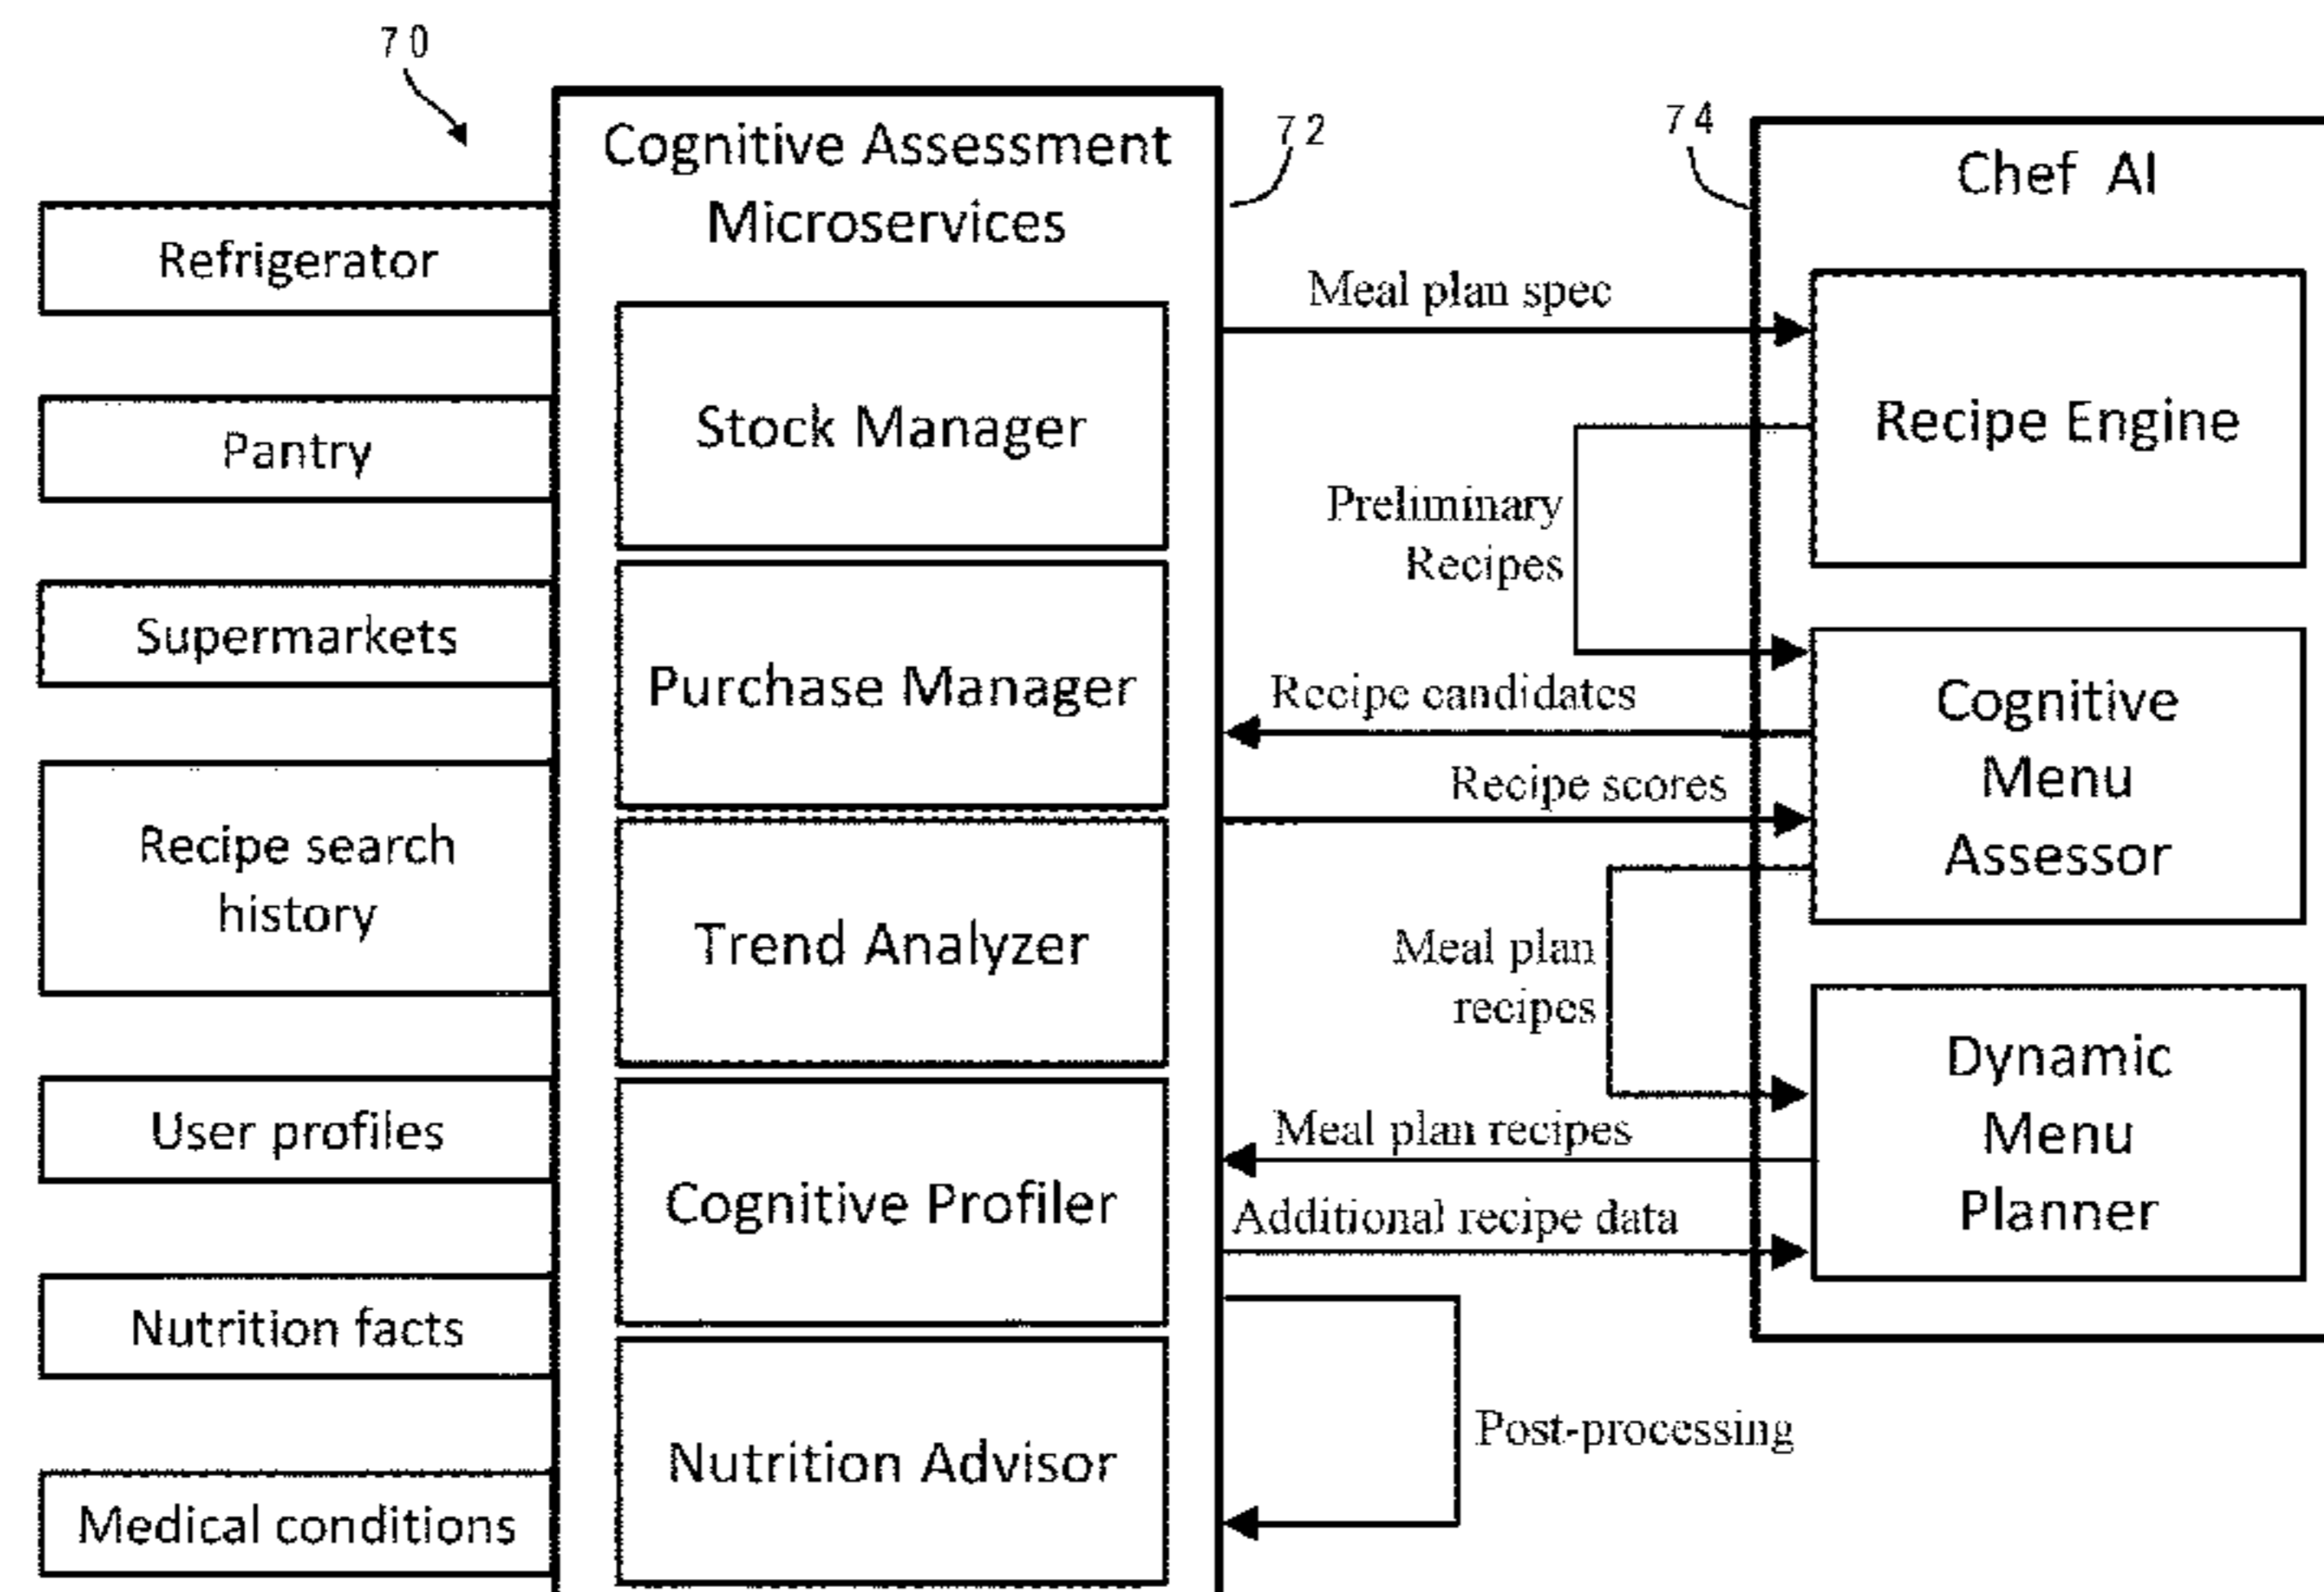 70
Refrigerator
Pantry
Supermarkets
Recipe search
history
User profiles
Nutrition facts
Medical conditions
Cognitive Assessment
Microservices
72
Stock Manager
Purchase Manager
Trend Analyzer
Cognitive Profiler
Nutrition Advisor
Meal plan spec
Preliminary
Recipes
Recipe candidates
Recipe scores
Meal plan
recipes
Meal plan recipes
Additional recipe data
Post-processing
74
Chef AI
Recipe Engine
Cognitive
Menu
Assessor
Dynamic
Menu
Planner